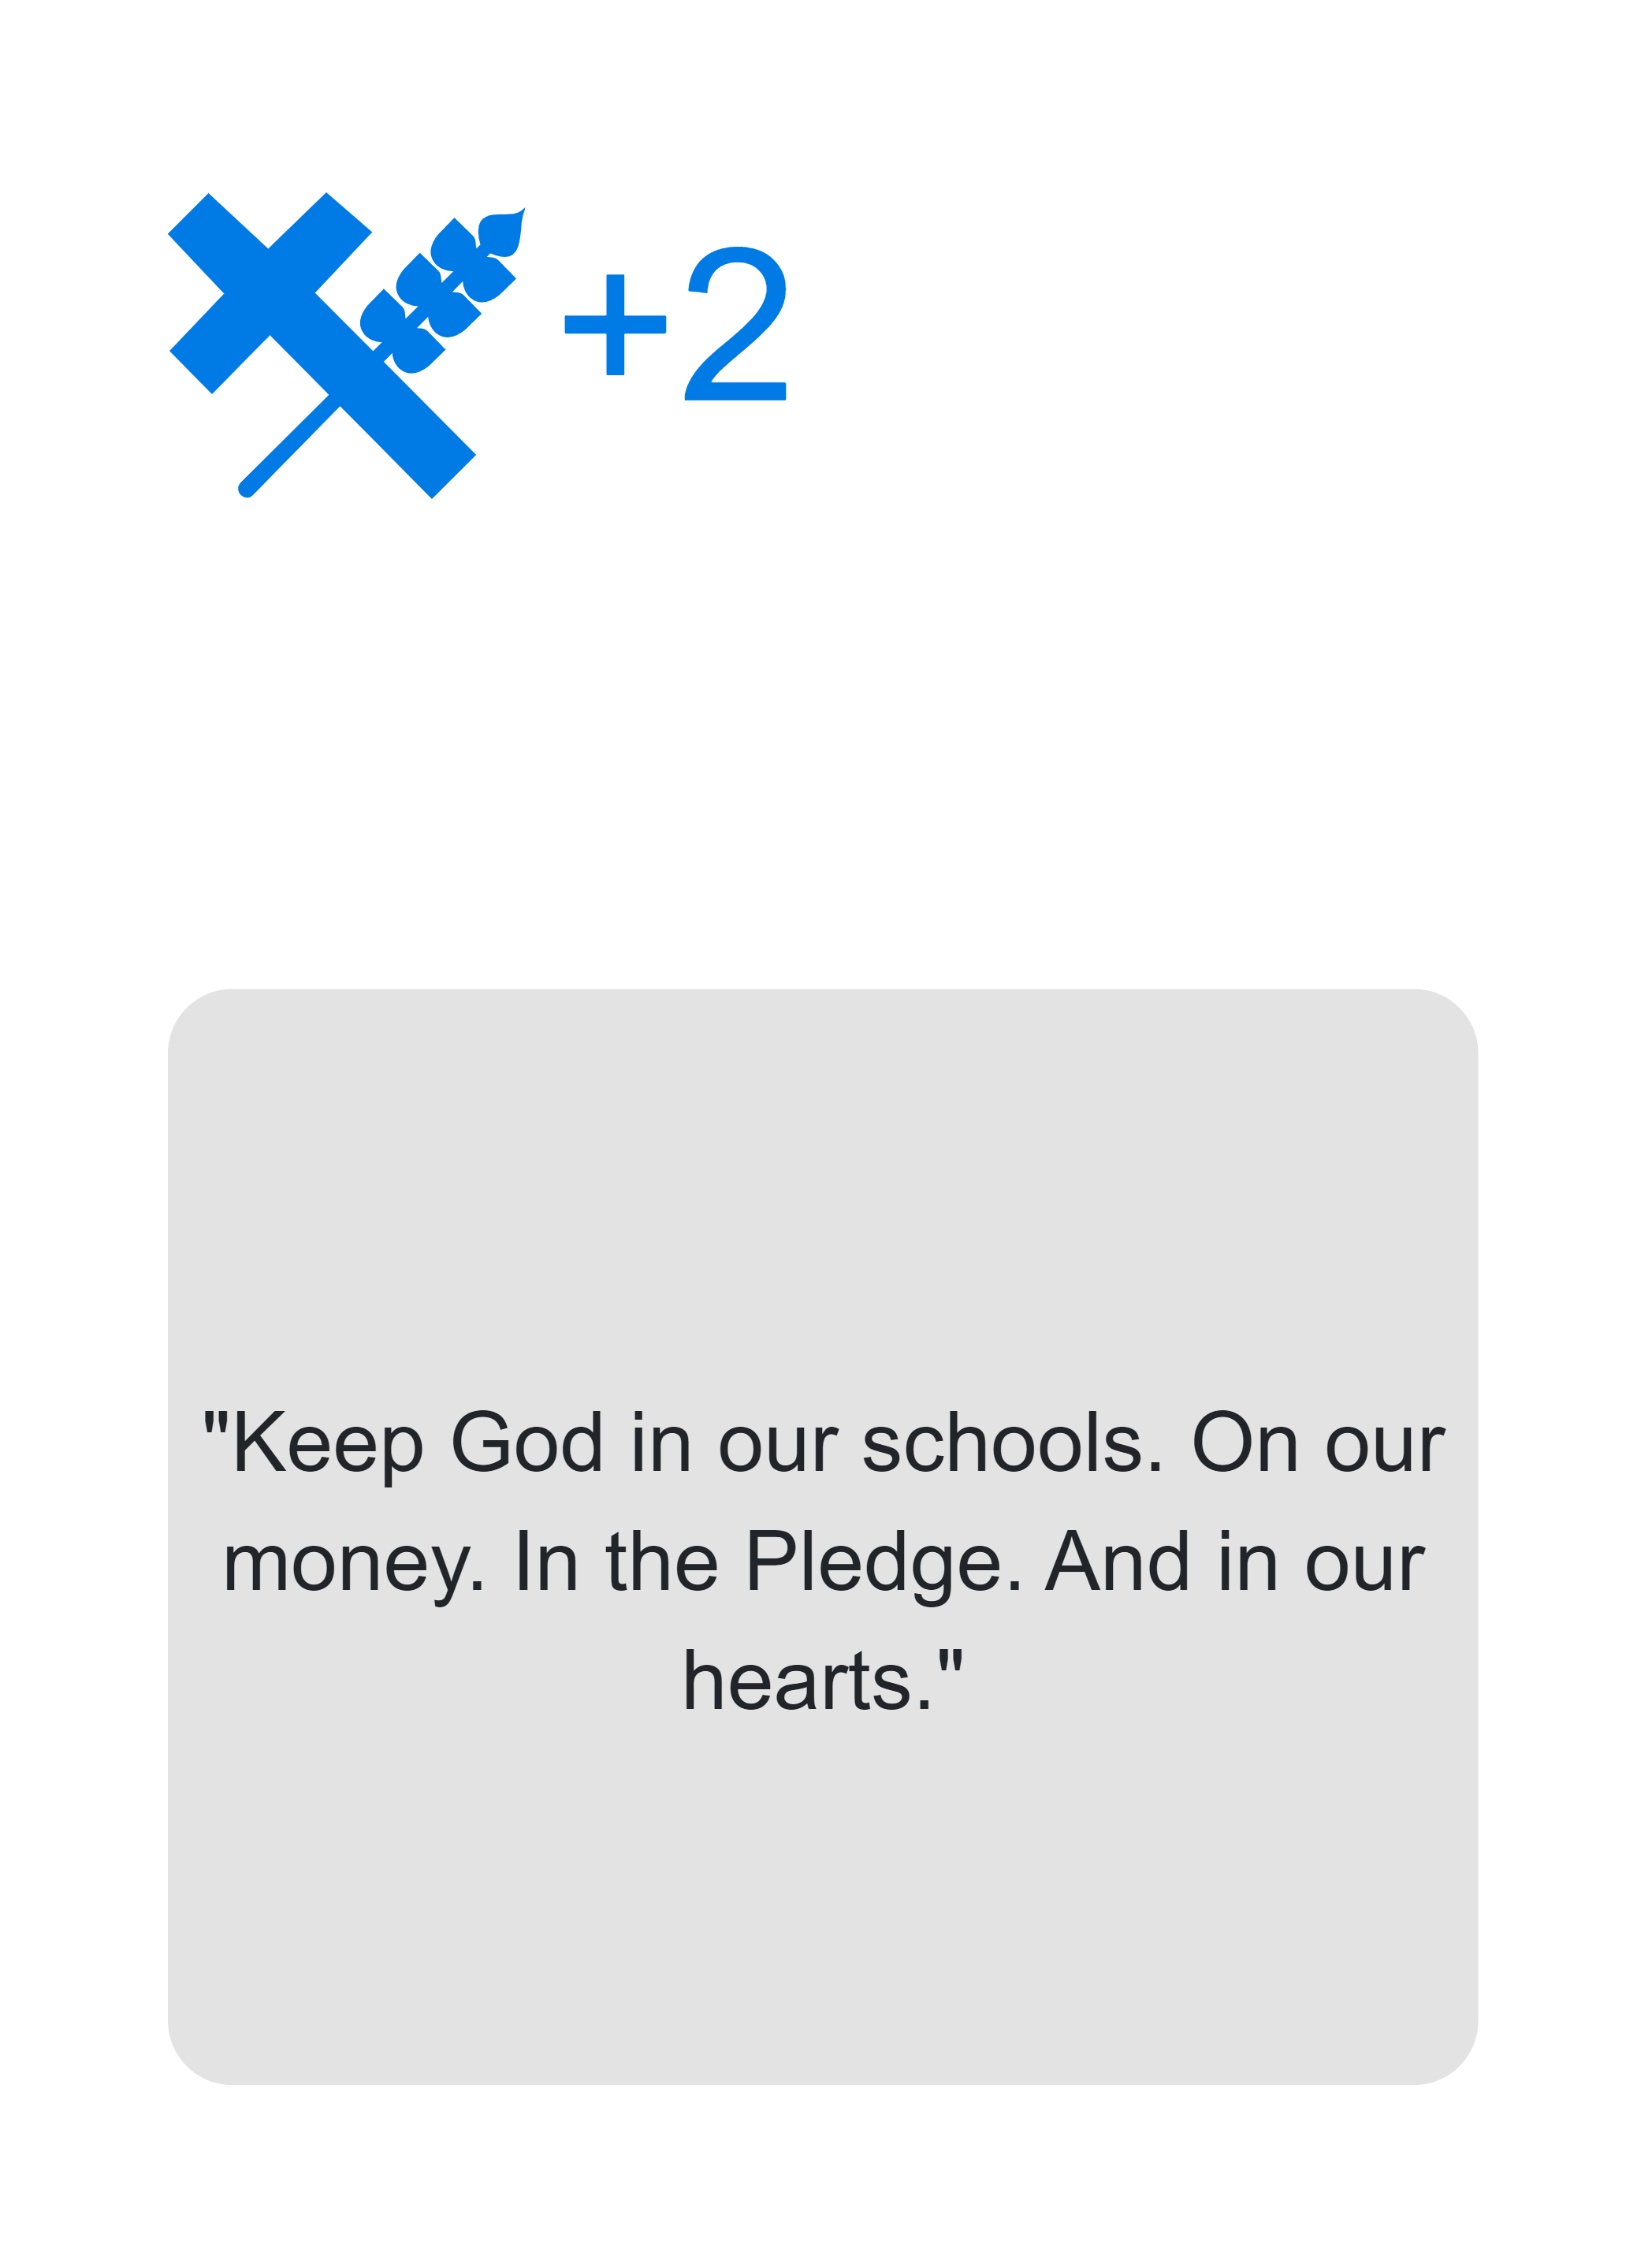 +2
"Keep God in our schools. On our
money. In the Pledge. And in our
hearts."